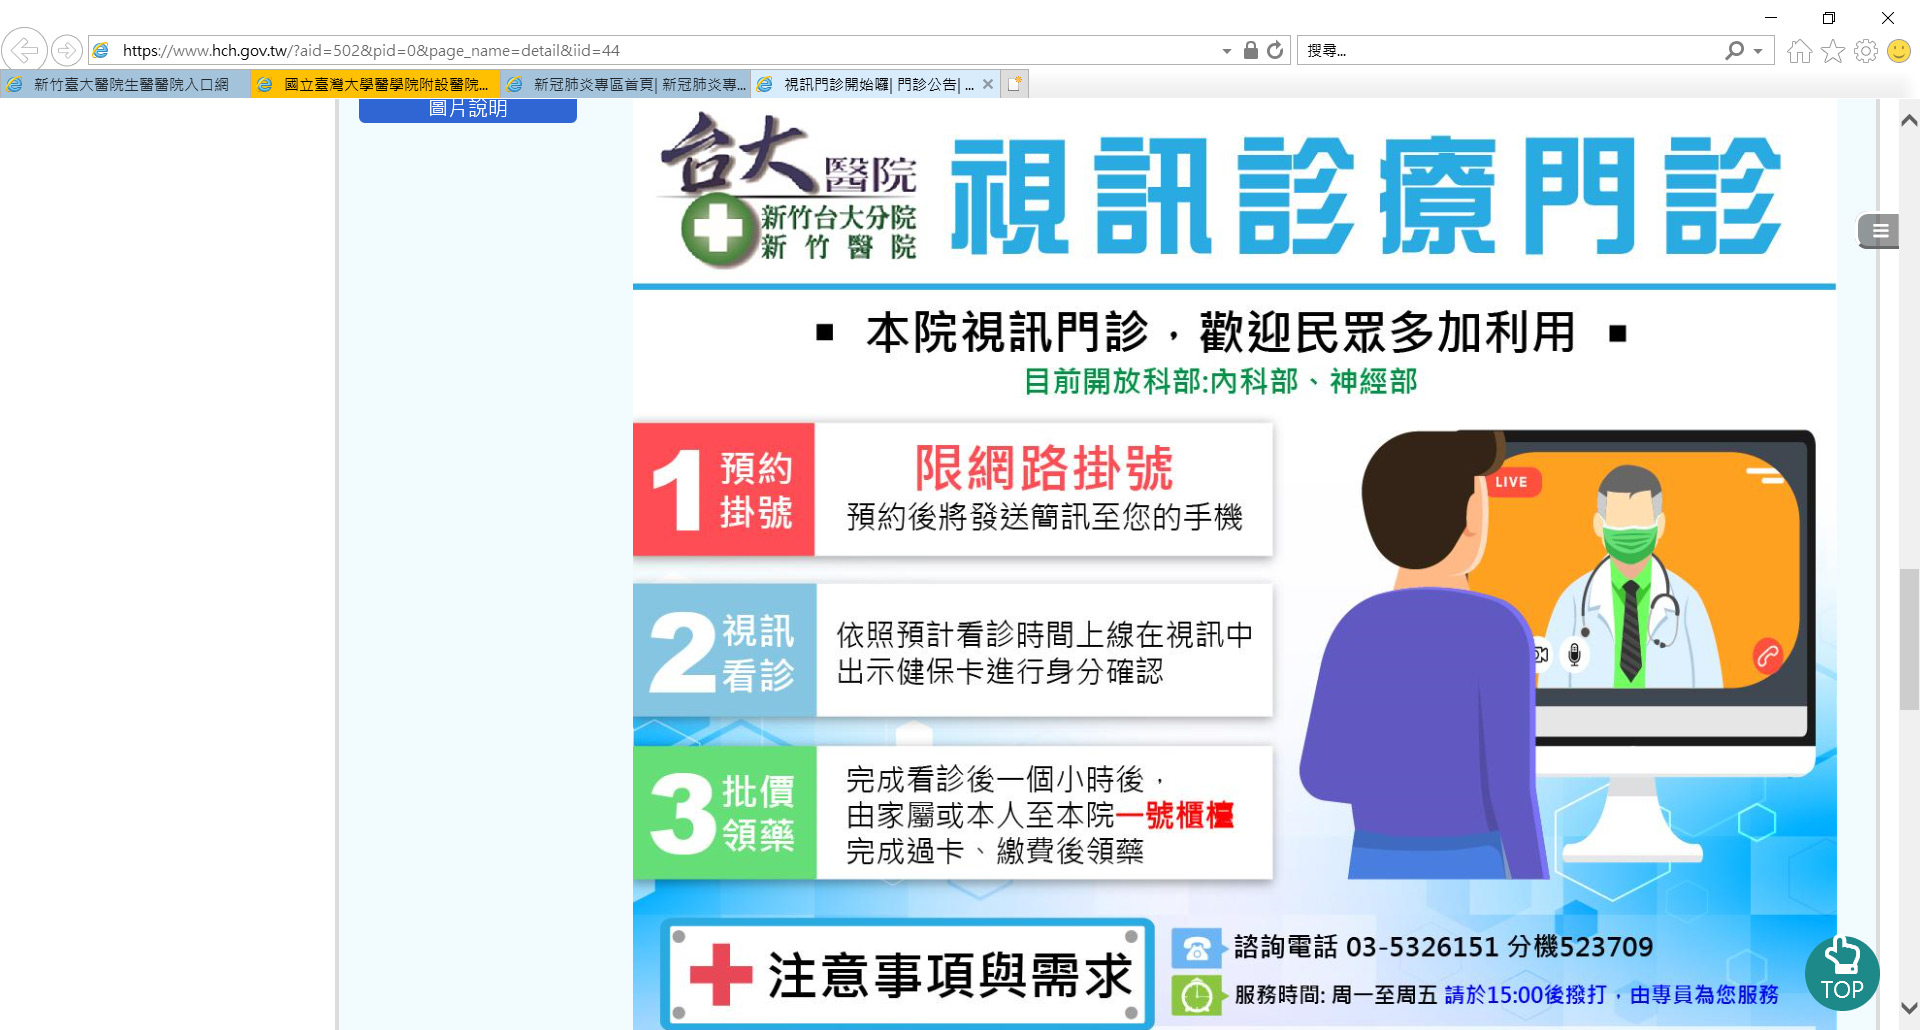 https://www.hch.gov.tw/?aid=502&pid=0&page_name=detail&iid=44
搜尋...
新竹臺大醫院生醫醫院入口網
國立臺灣大學醫學院附設醫院...
新冠肺炎專區首頁| 新冠肺炎專...
視訊門診開始囉| 門診公告| ...
圖片說明
台大醫院
新竹台大分院
新竹醫院
視訊診療門診
■ 本院視訊門診，歡迎民眾多加利用 ■
目前開放科部:內科部、神經部
1 預約
掛號
限網路掛號
預約後將發送簡訊至您的手機
LIVE
2 視訊
看診
依照預計看診時間上線在視訊中
出示健保卡進行身分確認
3 批價
領藥
完成看診後一個小時後，
由家屬或本人至本院一號櫃檯
完成過卡、繳費後領藥
注意事項與需求
諮詢電話 03-5326151 分機523709
服務時間: 周一至周五 請於15:00後撥打，由專員為您服務
TOP